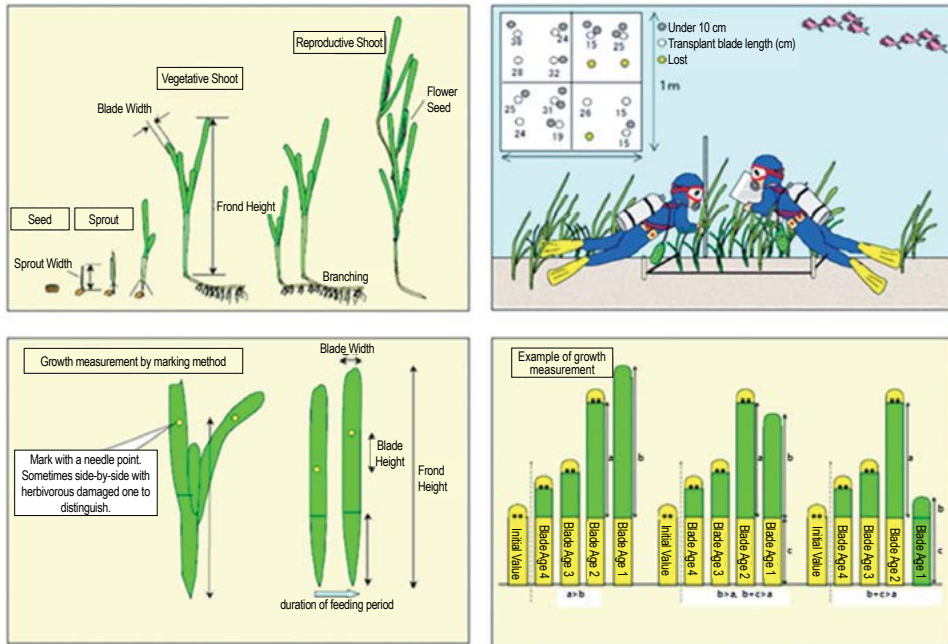 Reproductive Shoot
Vegetative Shoot
Flower
Seed
Blade Width
Frond Height
Seed
Sprout
Sprout Width
Branching
Under 10 cm
Transplant blade length (cm)
Lost
1m
24
15
25
28
32
25
31
26
15
24
19
15
Growth measurement by marking method
Blade Width
Mark with a needle point.
Sometimes side-by-side with
herbivorous damaged one to
distinguish.
Blade
Height
Frond
Height
duration of feeding period
Example of growth
measurement
a
b
a
b
c
a
b
c
Initial Value
Blade Age 4
Blade Age 3
Blade Age 2
Blade Age 1
Initial Value
Blade Age 4
Blade Age 3
Blade Age 2
Blade Age 1
Initial Value
Blade Age 4
Blade Age 3
Blade Age 2
Blade Age 1
a>b
b>a, b+c>a
b+c>a